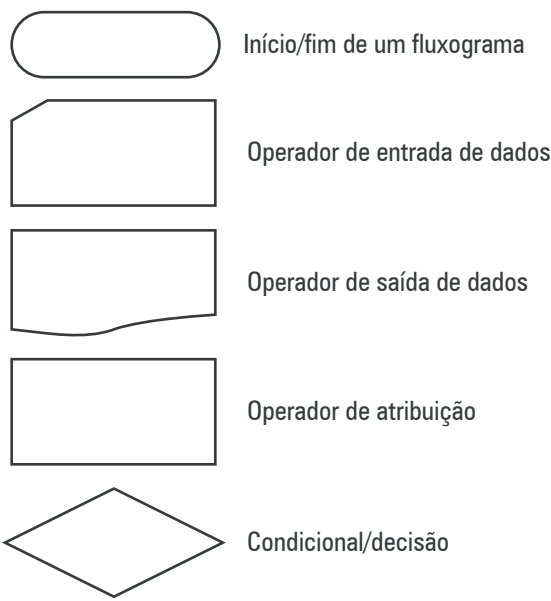 Início/fim de um fluxograma
Operador de entrada de dados
Operador de saída de dados
Operador de atribuição
Condicional/decisão